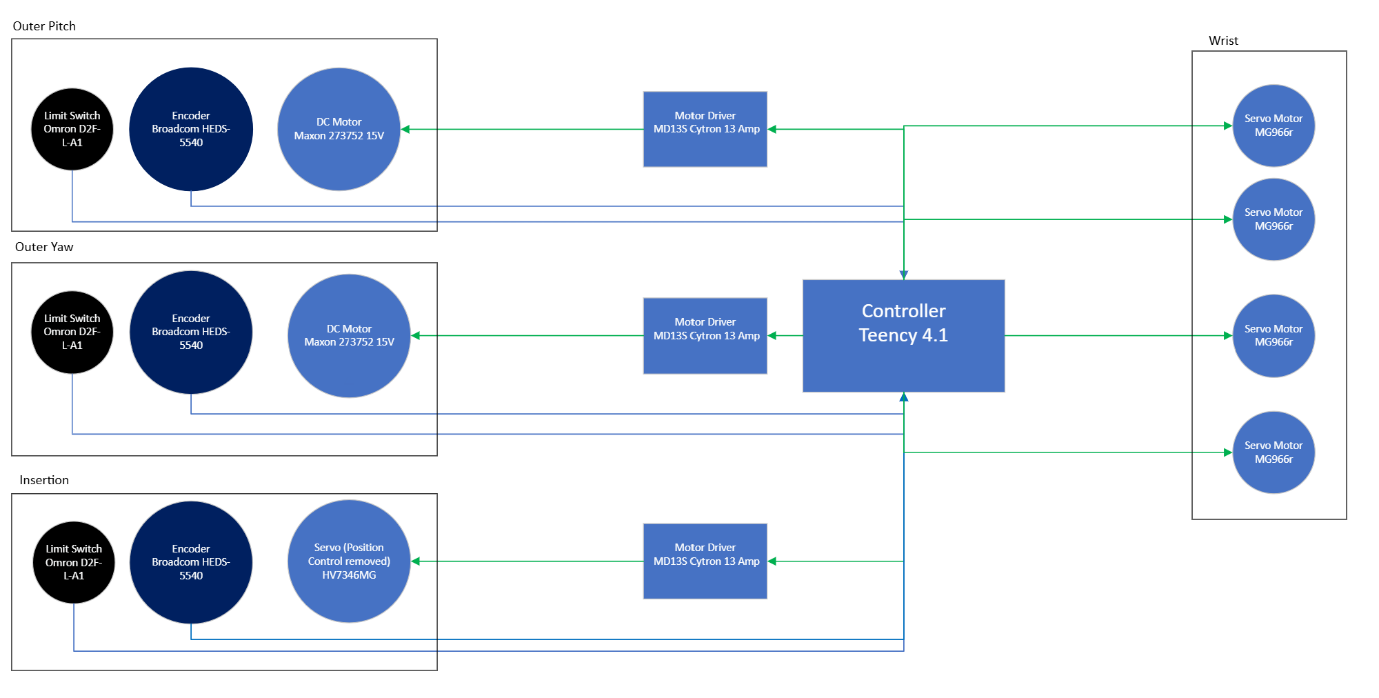 Outer Pitch
Limit Switch
Omron D2F-
L-A1
Encoder
Broadcom HEDS-
5540
DC Motor
Maxon 273752 15V
Motor Driver
MD13S Cytron 13 Amp
Wrist
Servo Motor
MG966r
Servo Motor
MG966r
Servo Motor
MG966r
Servo Motor
MG966r
Outer Yaw
Limit Switch
Omron D2F-
L-A1
Encoder
Broadcom HEDS-
5540
DC Motor
Maxon 273752 15V
Motor Driver
MD13S Cytron 13 Amp
Controller
Teency 4.1
Insertion
Limit Switch
Omron D2F-
L-A1
Encoder
Broadcom HEDS-
5540
Servo (Position
Control removed)
HV7346MG
Motor Driver
MD13S Cytron 13 Amp